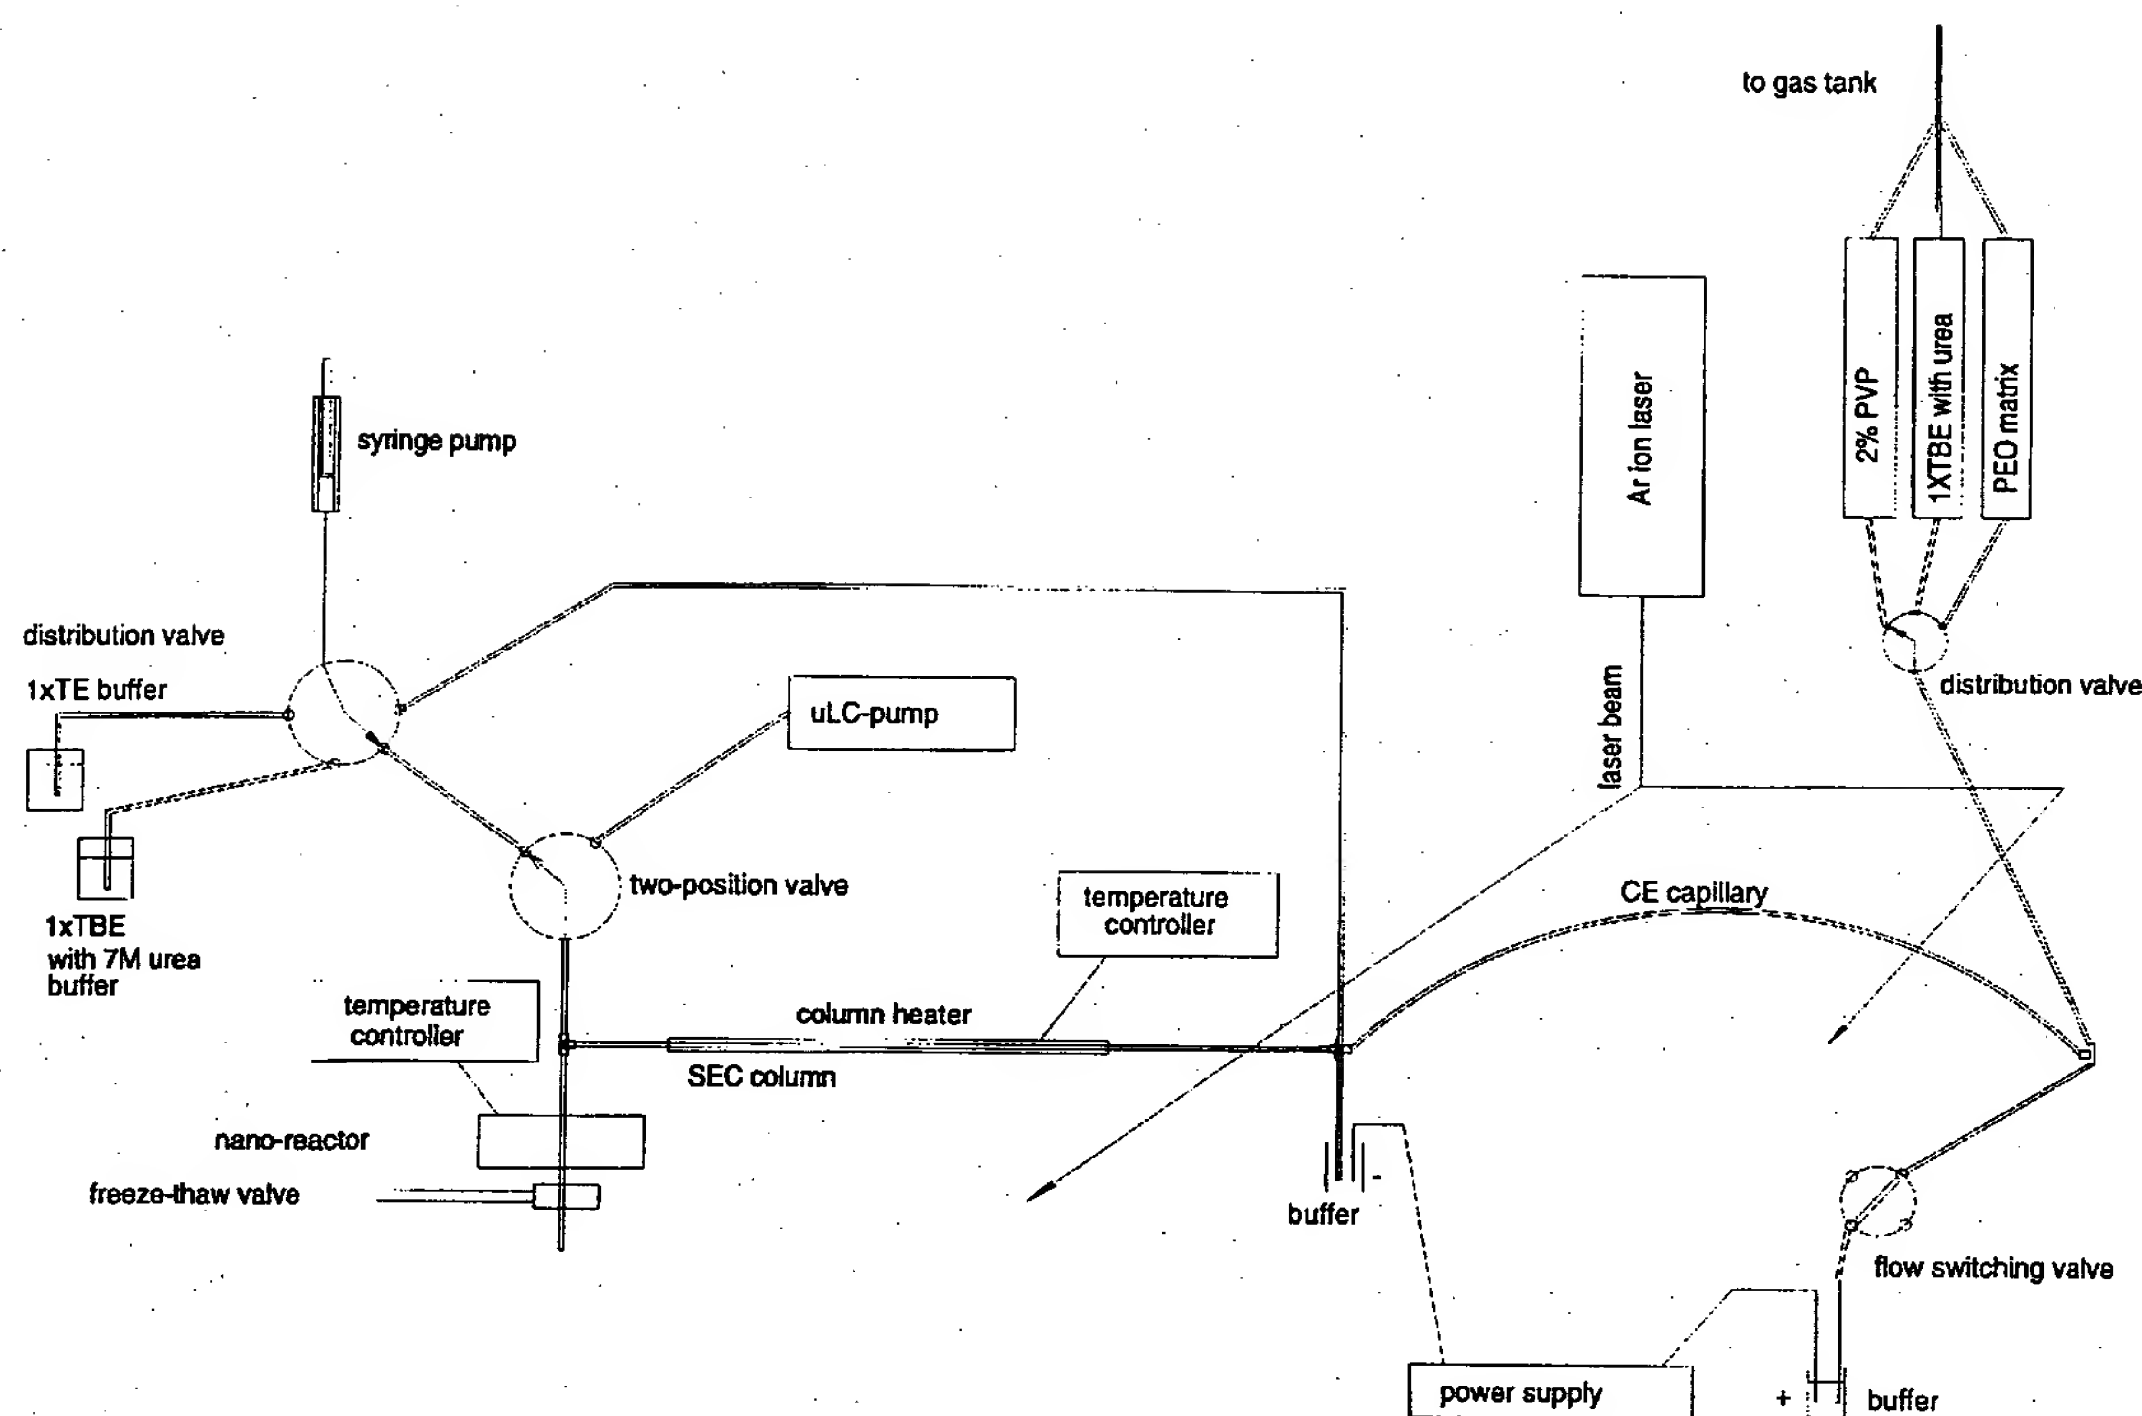 to gas tank
2% PVP
1XTBE with urea
PEO matrix
Ar ion laser
syringe pump
distribution valve
1xTE buffer
uLC-pump
laser beam
distribution valve
two-position valve
temperature
controller
CE capillary
1xTBE
with 7M urea
buffer
temperature
controller
column heater
SEC column
nano-reactor
freeze-thaw valve
-
buffer
flow switching valve
power supply
+
buffer